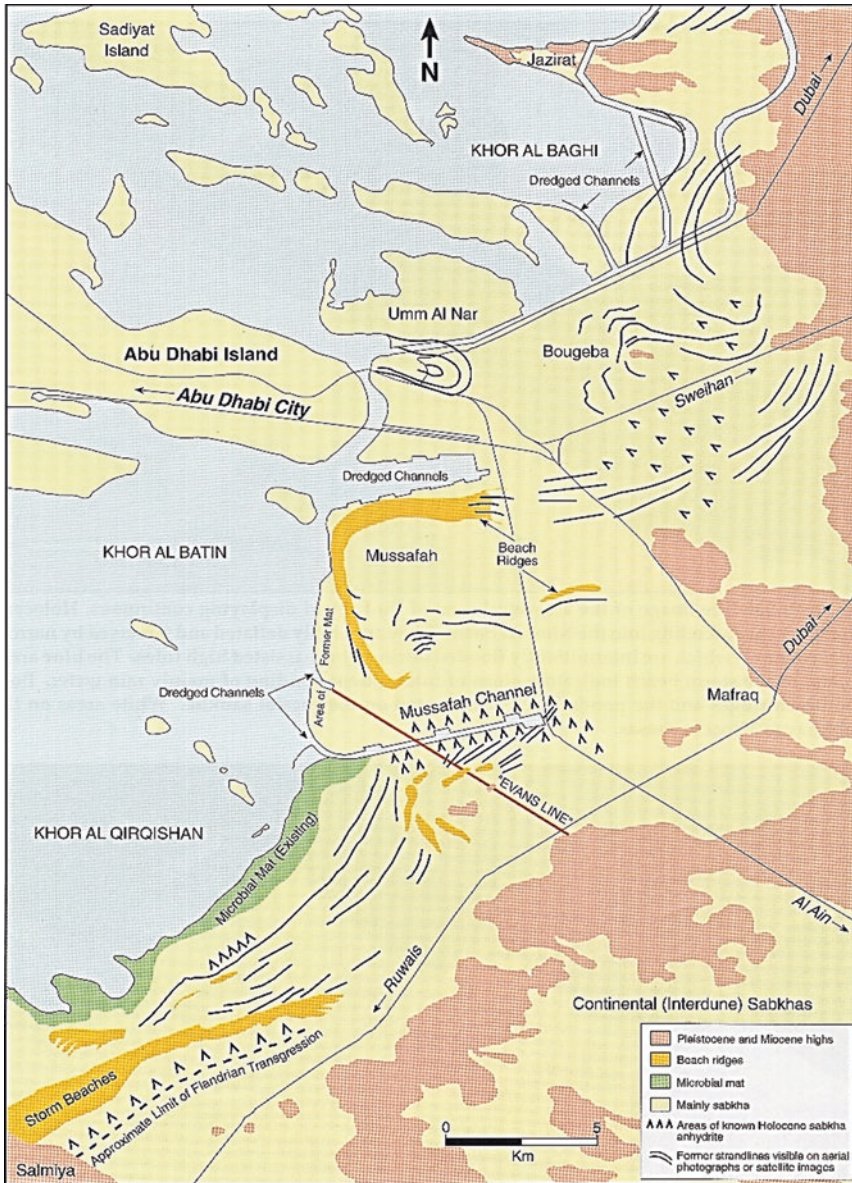 Sadiyat
Island
N
Jazirat
Dubai
KHOR AL BAGHI
Dredged Channels
Umm Al Nar
Abu Dhabi Island
Bougeba
Abu Dhabi City
Sweihan
Dredged Channels
KHOR AL BATIN
Mussafah
Beach
Ridges
Area of Former Mat
Dubai
Dredged Channels
Mussafah Channel
Mafraq
"EVANS LINE"
KHOR AL QIRQISHAN
Microbial Mat (Existing)
Al Ain
Ruwais
Continental (Interdune) Sabkhas
Storm Beaches
Approximate Limit of Flandrian Transgression
Salmiya
0 5
Km
Pleistocene and Miocene highs
Beach ridges
Microbial mat
Mainly sabkha
Areas of known Holocene sabkha
anhydrite
Former strandlines visible on aerial
photographs or satellite images